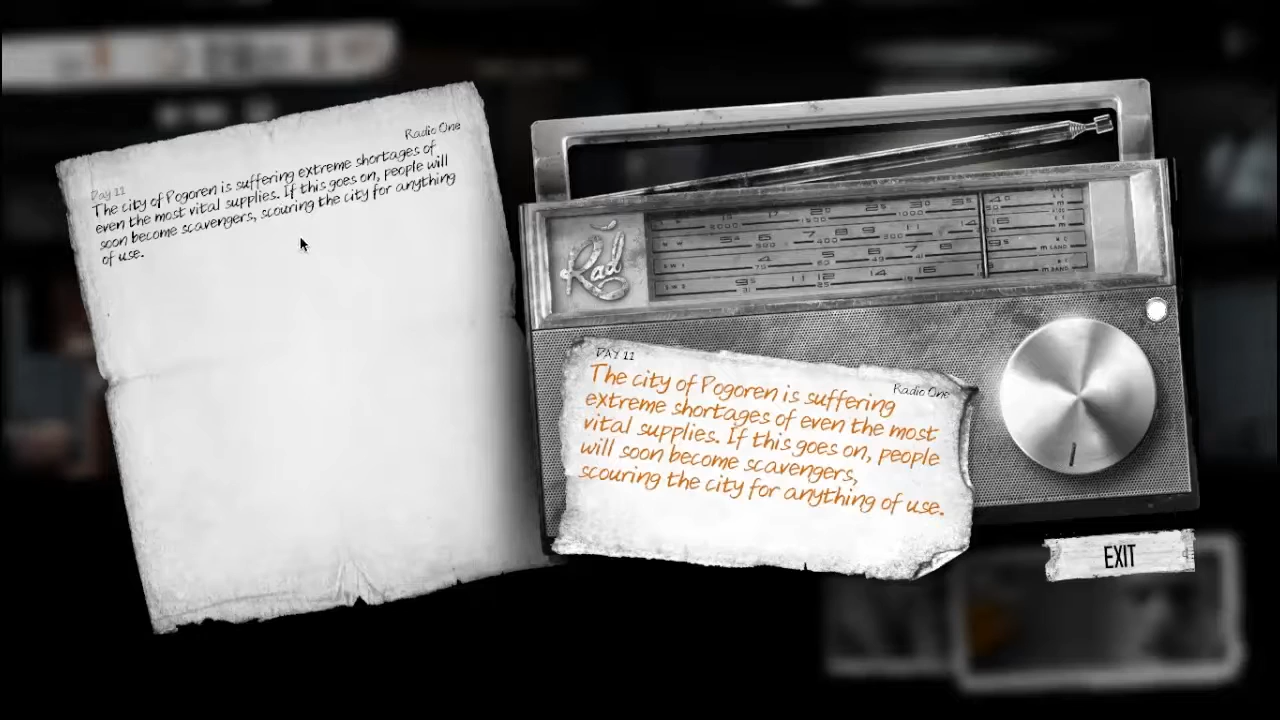 Radio One
Day 11
The city of Pogoren is suffering extreme shortages of
even the most vital supplies. If this goes on, people will
soon become scavengers, scouring the city for anything
of use.
Rad
DAY 11
Radio One
The city of Pogoren is suffering
extreme shortages of even the most
vital supplies. If this goes on, people
will soon become scavengers,
scouring the city for anything of use.
EXIT